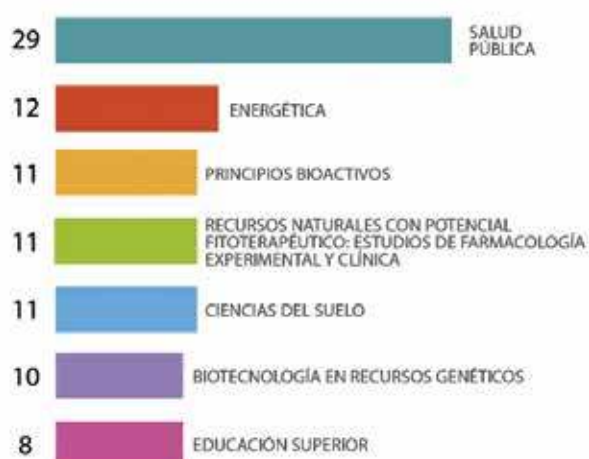 29
SALUD
PÚBLICA
12
ENERGÉTICA
11
PRINCIPIOS BIOACTIVOS
11
RECURSOS NATURALES CON POTENCIAL
FITOTERAPÉUTICO: ESTUDIOS DE FARMACOLOGÍA
EXPERIMENTAL Y CLÍNICA
11
CIENCIAS DEL SUELO
10
BIOTECNOLOGÍA EN RECURSOS GENÉTICOS
8
EDUCACIÓN SUPERIOR